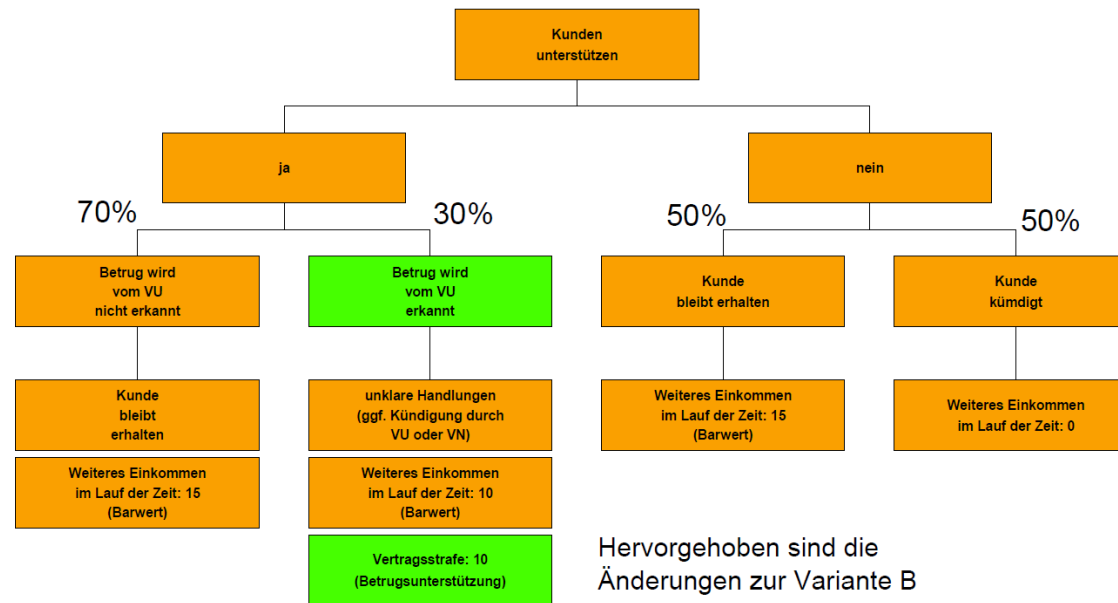 Kunden
unterstützen
ja
nein
70%
30%
50%
50%
Betrug wird
vom VU
nicht erkannt
Betrug wird
vom VU
erkannt
Kunde
bleibt erhalten
Kunde
kümdigt
Kunde
bleibt
erhalten
unklare Handlungen
(ggf. Kündigung durch
VU oder VN)
Weiteres Einkommen
im Lauf der Zeit: 15
(Barwert)
Weiteres Einkommen
im Lauf der Zeit: 0
Weiteres Einkommen
im Lauf der Zeit: 15
(Barwert)
Weiteres Einkommen
im Lauf der Zeit: 10
(Barwert)
Vertragsstrafe: 10
(Betrugsunterstützung)
Hervorgehoben sind die
Änderungen zur Variante B